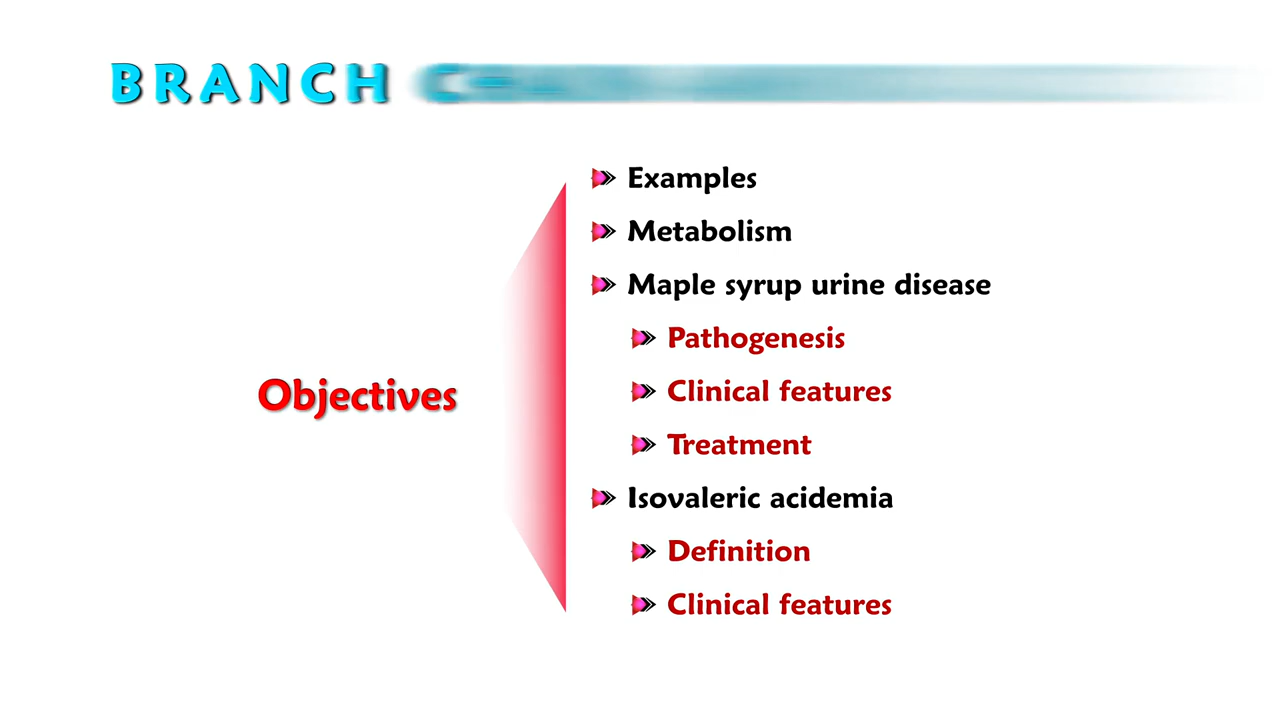 BRANCH
Examples
Metabolism
Maple syrup urine disease
Pathogenesis
Clinical features
Objectives
Treatment
Isovaleric acidemia
Definition
Clinical features